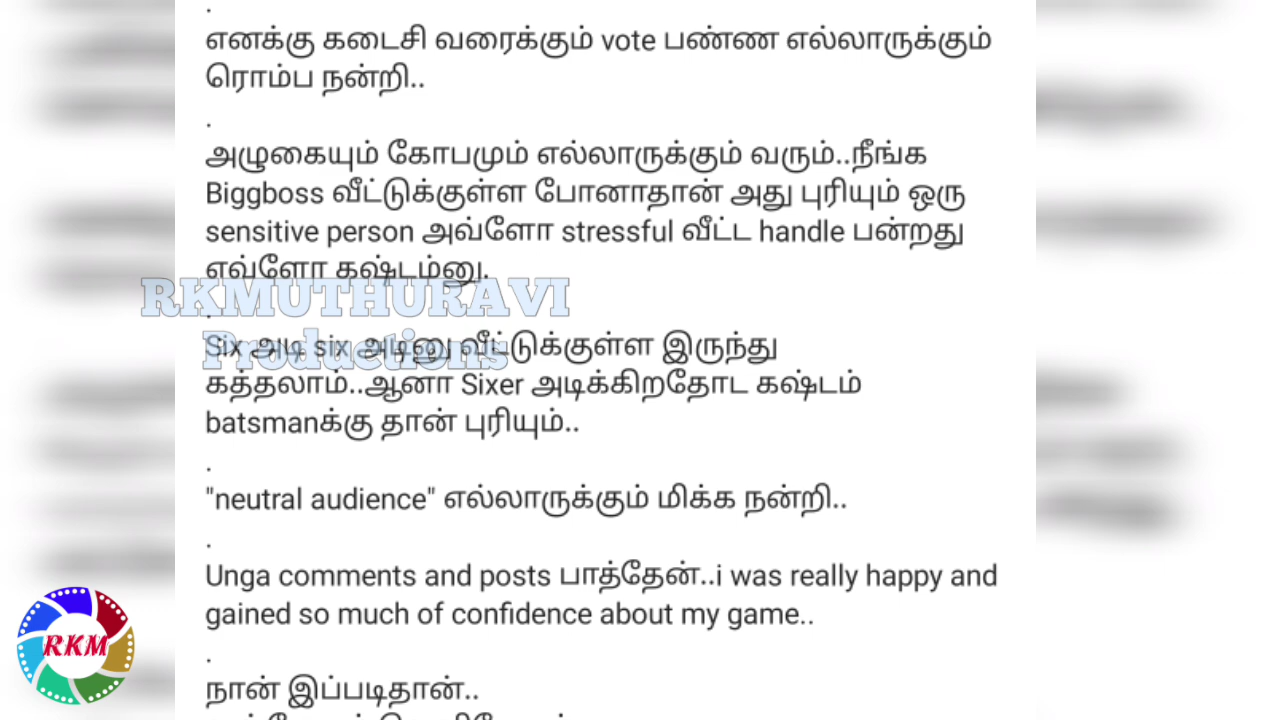 .
எனக்கு கடைசி வரைக்கும் vote பண்ண எல்லாருக்கும்
ரொம்ப நன்றி..
.
அழுகையும் கோபமும் எல்லாருக்கும் வரும்..நீங்க
Biggboss வீட்டுக்குள்ள போனாதான் அது புரியும் ஒரு
sensitive person அவ்ளோ stressful வீட்ட handle பன்றது
எவ்ளோ கஷ்டம்னு.
RKMUTHURAVI
.
Productions
Six அடி six அடினு வீட்டுக்குள்ள இருந்து
கத்தலாம்..ஆனா Sixer அடிக்கிறதோட கஷ்டம்
batsmanக்கு தான் புரியும்..
.
"neutral audience" எல்லாருக்கும் மிக்க நன்றி..
.
Unga comments and posts பாத்தேன்..i was really happy and
gained so much of confidence about my game..
.
RKM
நான் இப்படிதான்..